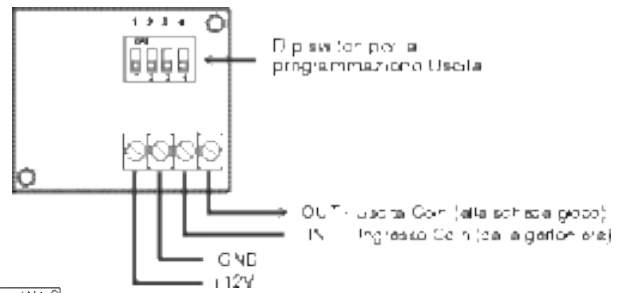 1 2 3 4
Dip switch per la
programmazione Uscita
OUT - Uscita Coin (alla scheda gioco)
IN - Ingresso Coin (dalla gettoniera)
GND
+12V